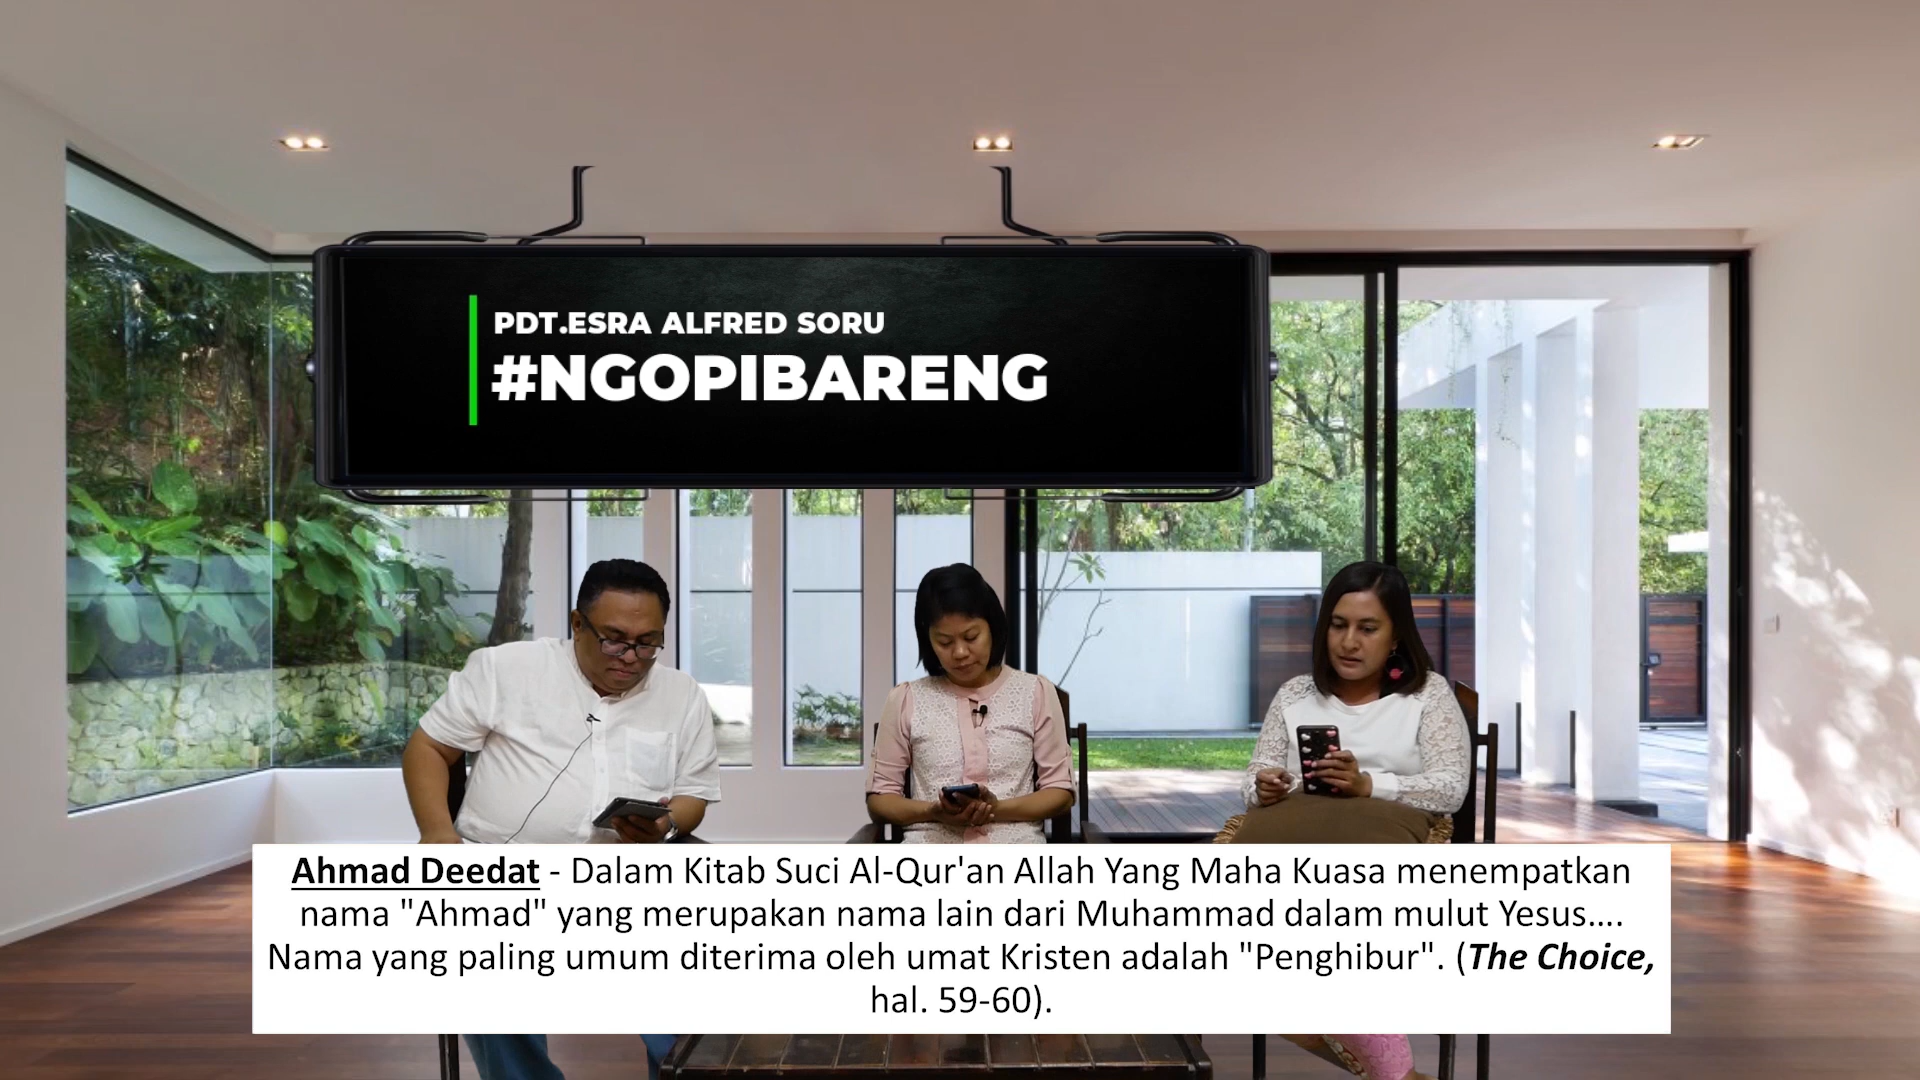 PDT.ESRA ALFRED SORU
#NGOPIBARENG
Ahmad Deedat - Dalam Kitab Suci Al-Qur'an Allah Yang Maha Kuasa menempatkan
nama "Ahmad" yang merupakan nama lain dari Muhammad dalam mulut Yesus....
Nama yang paling umum diterima oleh umat Kristen adalah "Penghibur". (The Choice,
hal. 59-60).